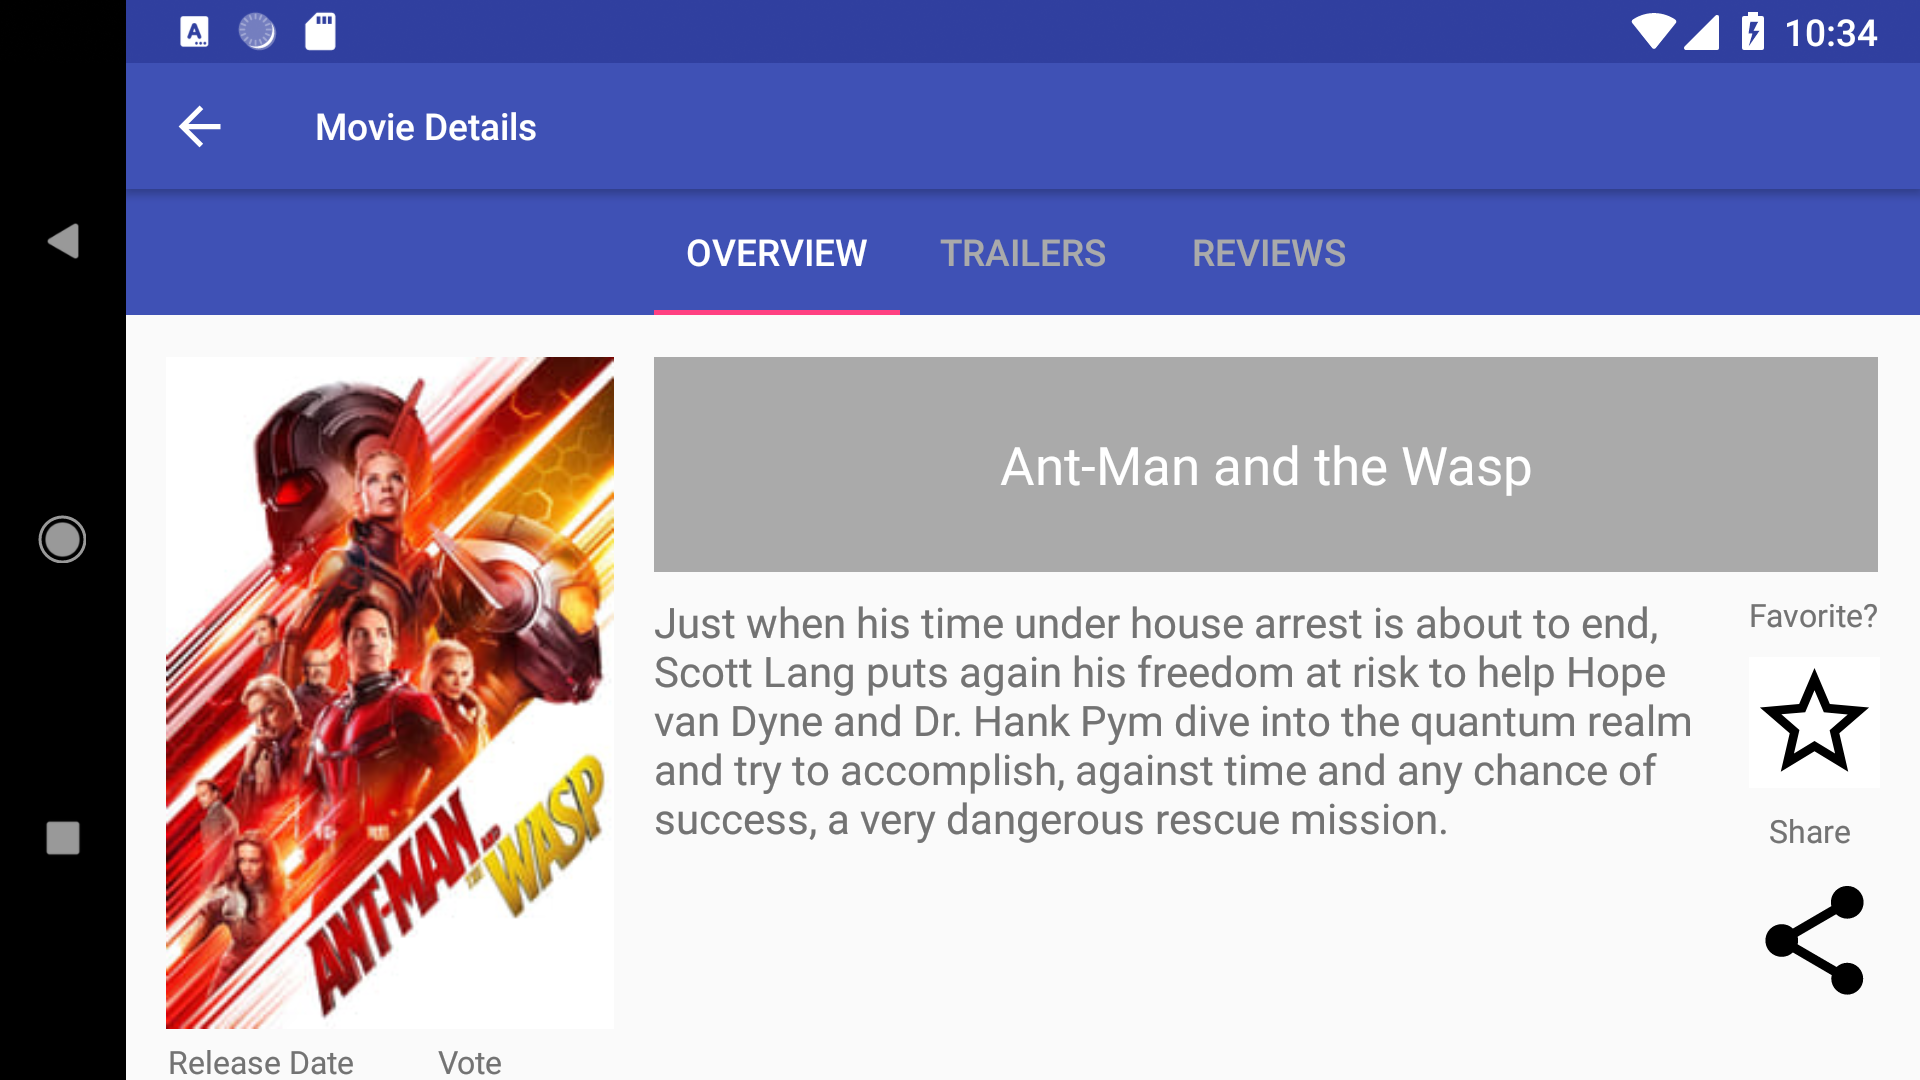 10:34
Movie Details
OVERVIEW TRAILERS REVIEWS
Ant-Man and the Wasp
Just when his time under house arrest is about to end,
Scott Lang puts again his freedom at risk to help Hope
van Dyne and Dr. Hank Pym dive into the quantum realm
and try to accomplish, against time and any chance of
success, a very dangerous rescue mission.
Favorite?
Share
ANT-MAN AND
THE WASP
Release Date Vote